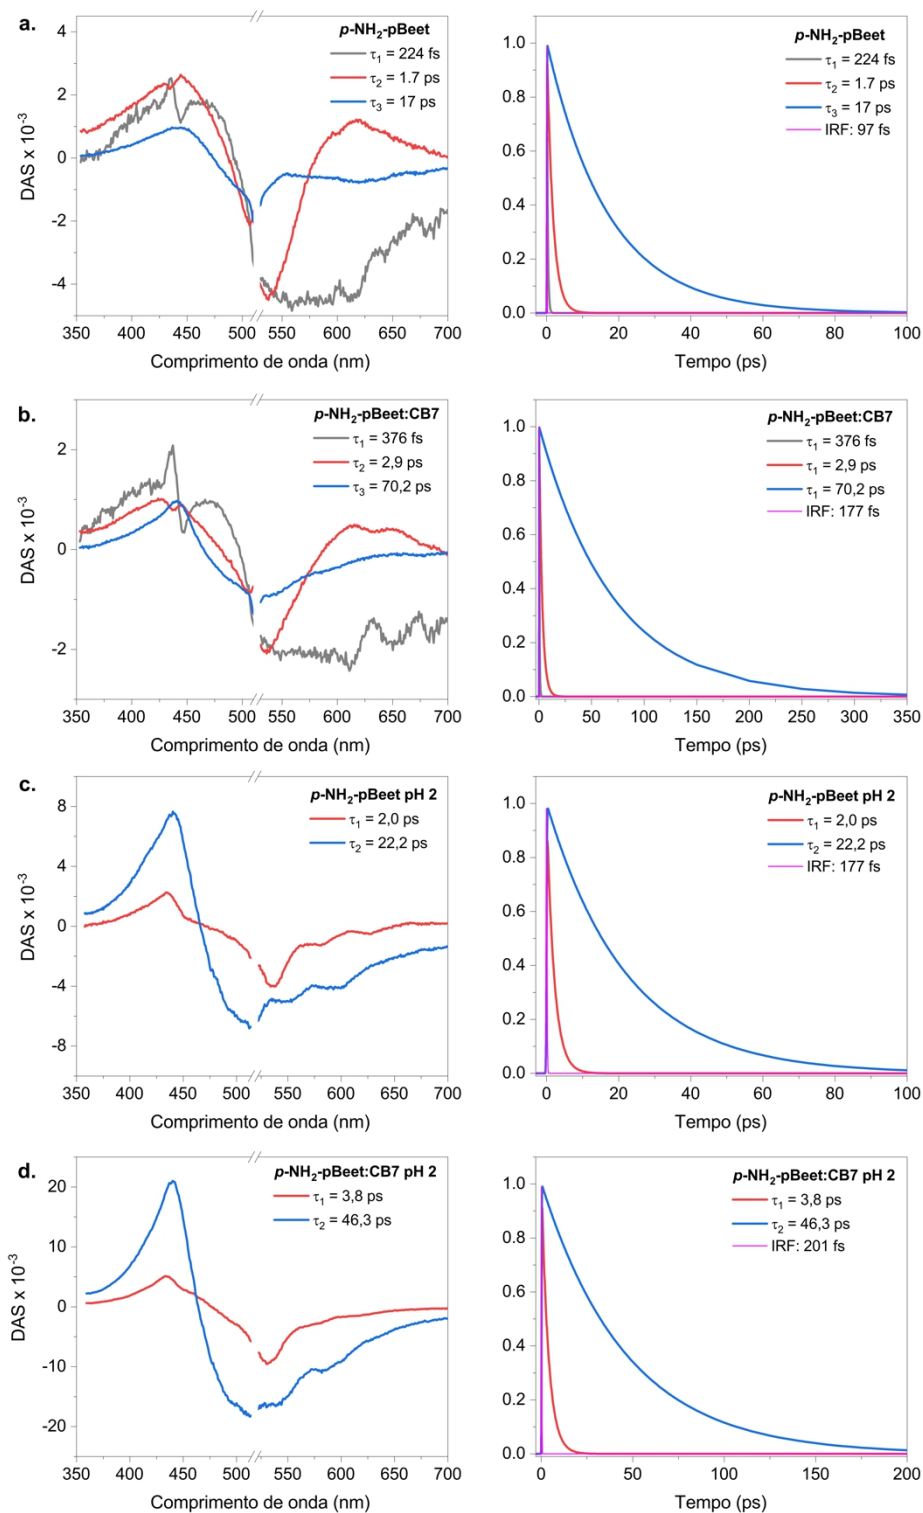 a.
p-NH2-pBeet
τ1 = 224 fs
τ2 = 1.7 ps
τ3 = 17 ps
DAS x 10-3
4
2
0
-2
-4
350 400 450 500 550 600 650 700
Comprimento de onda (nm)
p-NH2-pBeet
τ1 = 224 fs
τ2 = 1.7 ps
τ3 = 17 ps
IRF: 97 fs
1.0
0.8
0.6
0.4
0.2
0.0
0 20 40 60 80 100
Tempo (ps)
b.
p-NH2-pBeet:CB7
τ1 = 376 fs
τ2 = 2,9 ps
τ3 = 70,2 ps
DAS x 10-3
2
0
-2
350 400 450 500 550 600 650 700
Comprimento de onda (nm)
p-NH2-pBeet:CB7
τ1 = 376 fs
τ1 = 2,9 ps
τ1 = 70,2 ps
IRF: 177 fs
1.0
0.8
0.6
0.4
0.2
0.0
0 50 100 150 200 250 300 350
Tempo (ps)
c.
p-NH2-pBeet pH 2
τ1 = 2,0 ps
τ2 = 22,2 ps
DAS x 10-3
8
4
0
-4
-8
350 400 450 500 550 600 650 700
Comprimento de onda (nm)
p-NH2-pBeet pH 2
τ1 = 2,0 ps
τ2 = 22,2 ps
IRF: 177 fs
1.0
0.8
0.6
0.4
0.2
0.0
0 20 40 60 80 100
Tempo (ps)
d.
p-NH2-pBeet:CB7 pH 2
τ1 = 3,8 ps
τ2 = 46,3 ps
DAS x 10-3
20
10
0
-10
-20
350 400 450 500 550 600 650 700
Comprimento de onda (nm)
p-NH2-pBeet:CB7 pH 2
τ1 = 3,8 ps
τ2 = 46,3 ps
IRF: 201 fs
1.0
0.8
0.6
0.4
0.2
0.0
0 50 100 150 200
Tempo (ps)